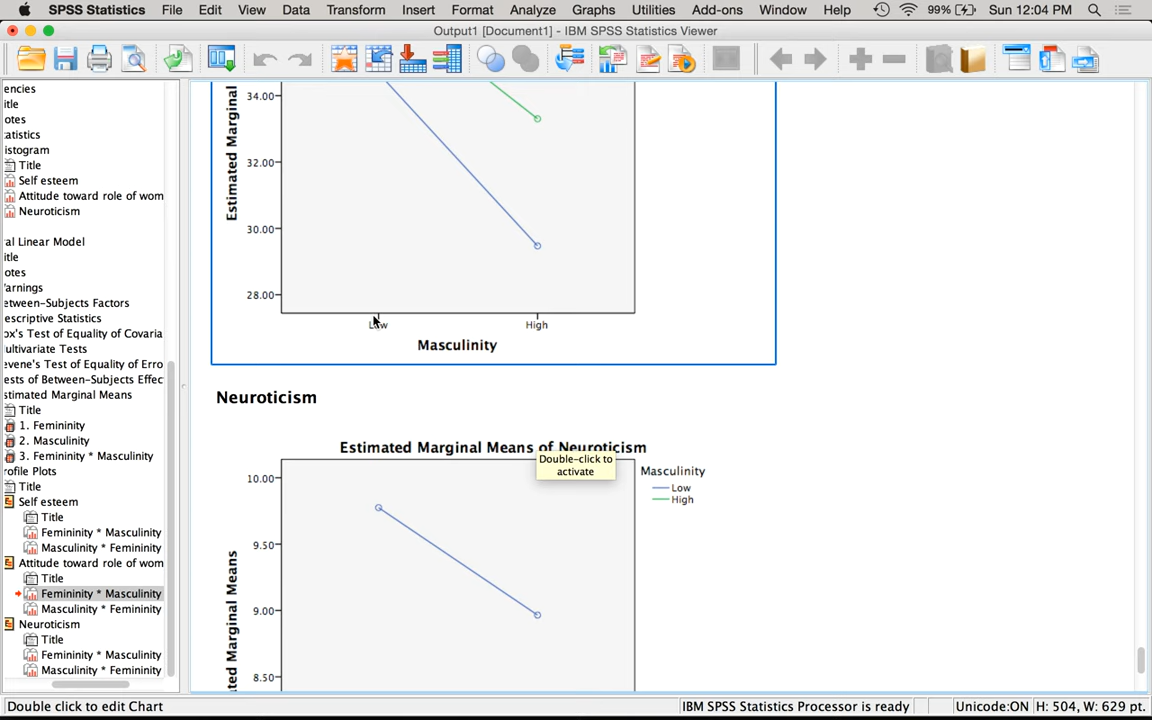 SPSS Statistics File Edit View Data Transform Insert Format Analyze Graphs Utilities Add-ons Window Help 99% Sun 12:04 PM
Output1 [Document1] - IBM SPSS Statistics Viewer
encies
itle
otes
tatistics
istogram
Title
Self esteem
Attitude toward role of wom
Neuroticism
al Linear Model
itle
otes
arnings
etween-Subjects Factors
escriptive Statistics
ox's Test of Equality of Covaria
ultivariate Tests
evene's Test of Equality of Erro
ests of Between-Subjects Effec
stimated Marginal Means
Title
1. Femininity
2. Masculinity
3. Femininity * Masculinity
rofile Plots
Title
Self esteem
Title
Femininity * Masculinity
Masculinity * Femininity
Attitude toward role of wom
Title
Femininity * Masculinity
Masculinity * Femininity
Neuroticism
Title
Femininity * Masculinity
Masculinity * Femininity
Estimated Marginal
34.00
32.00
30.00
28.00
Low High
Masculinity
Neuroticism
Estimated Marginal Means of Neuroticism
Double-click to
activate
Masculinity
Low
High
ted Marginal Means
10.00
9.50
9.00
8.50
Double click to edit Chart IBM SPSS Statistics Processor is ready Unicode:ON H: 504, W: 629 pt.